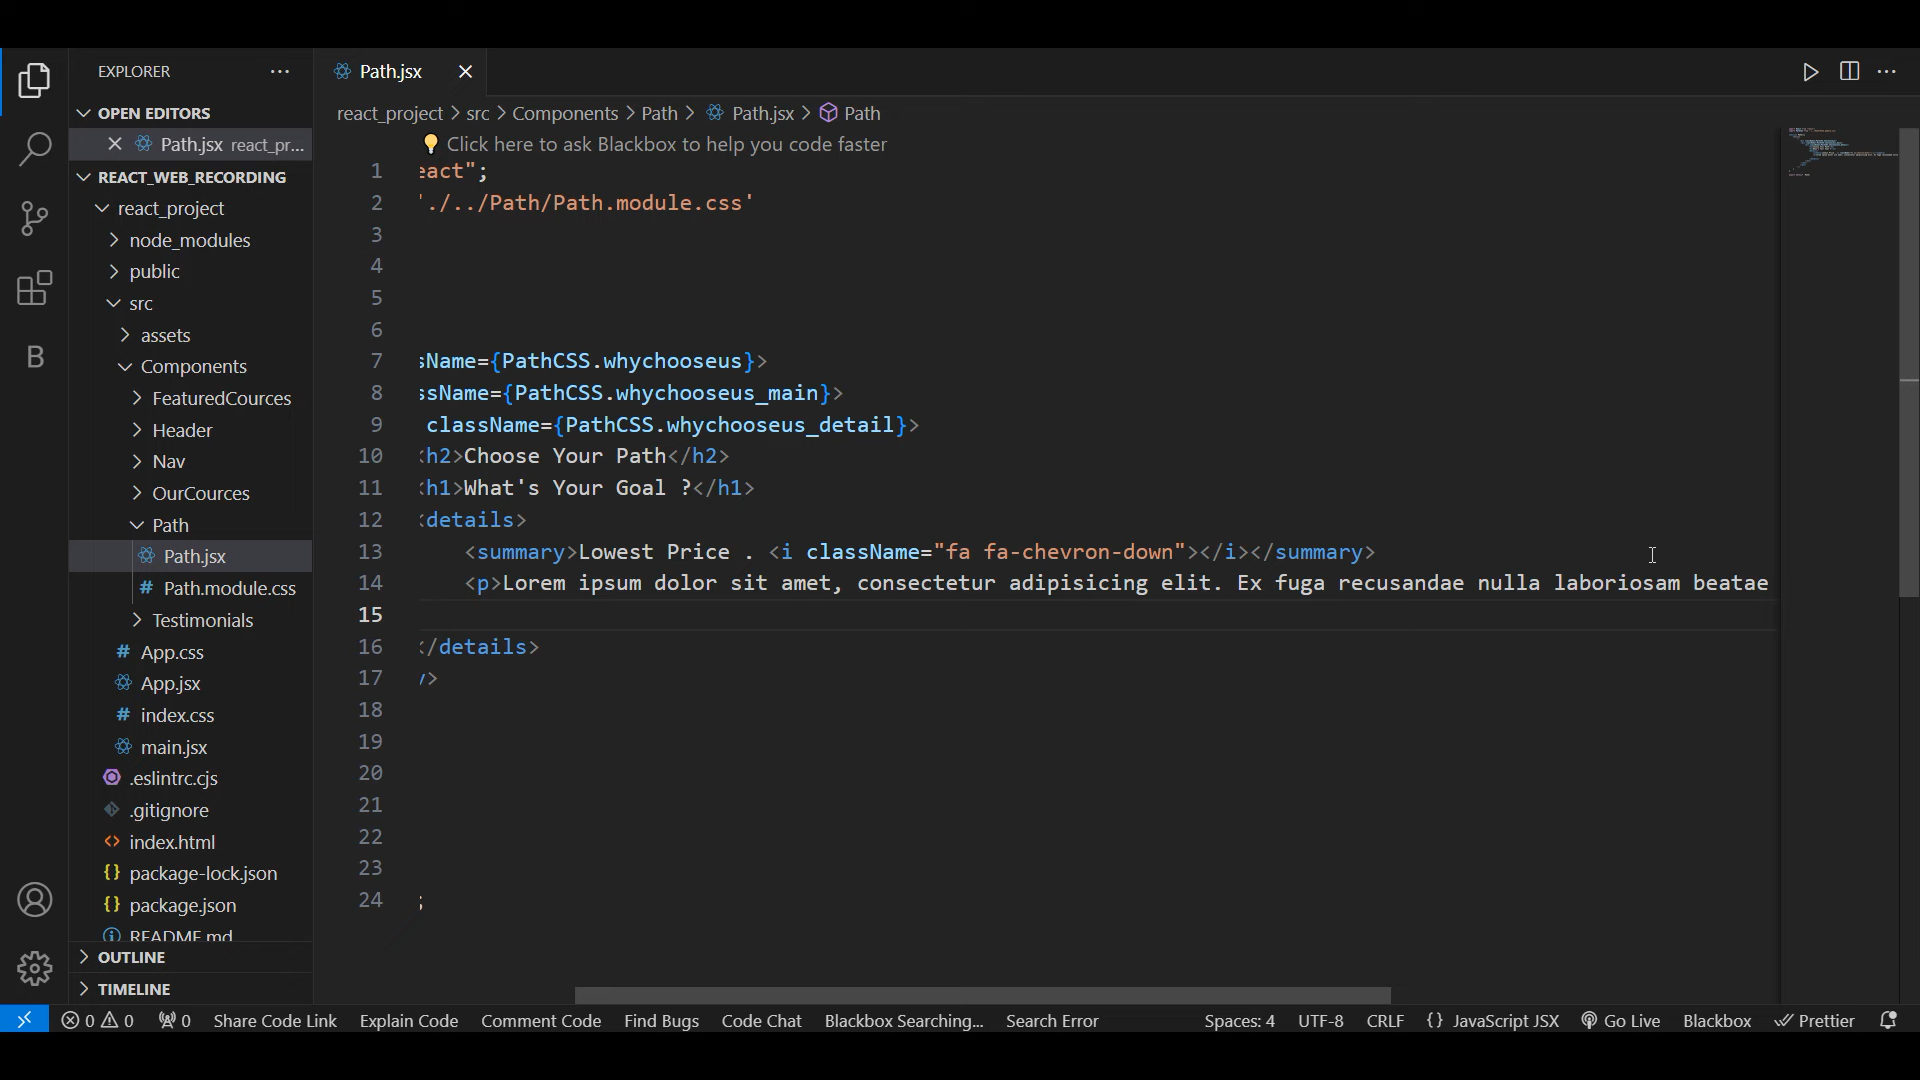 EXPLORER
OPEN EDITORS
Path.jsx react_pr...
REACT_WEB_RECORDING
react_project
node_modules
public
src
assets
Components
FeaturedCources
Header
Nav
OurCources
Path
Path.jsx
Path.module.css
Testimonials
App.css
App.jsx
index.css
main.jsx
.eslintrc.cjs
.gitignore
index.html
package-lock.json
package.json
README.md
OUTLINE
TIMELINE
Path.jsx
react_project > src > Components > Path > Path.jsx > Path
Click here to ask Blackbox to help you code faster
1 eact";
2 './../Path/Path.module.css'
3
4
5
6
7 sName={PathCSS.whychooseus}>
8 ssName={PathCSS.whychooseus_main}>
9 className={PathCSS.whychooseus_detail}>
10 <h2>Choose Your Path</h2>
11 <h1>What's Your Goal ?</h1>
12 <details>
13 <summary>Lowest Price . <i className="fa fa-chevron-down"></i></summary>
14 <p>Lorem ipsum dolor sit amet, consectetur adipisicing elit. Ex fuga recusandae nulla laboriosam beatae
15
16 </details>
17 v>
18
19
20
21
22
23
24 ;
0 0 0 Share Code Link Explain Code Comment Code Find Bugs Code Chat Blackbox Searching... Search Error Spaces: 4 UTF-8 CRLF {} JavaScript JSX Go Live Blackbox Prettier